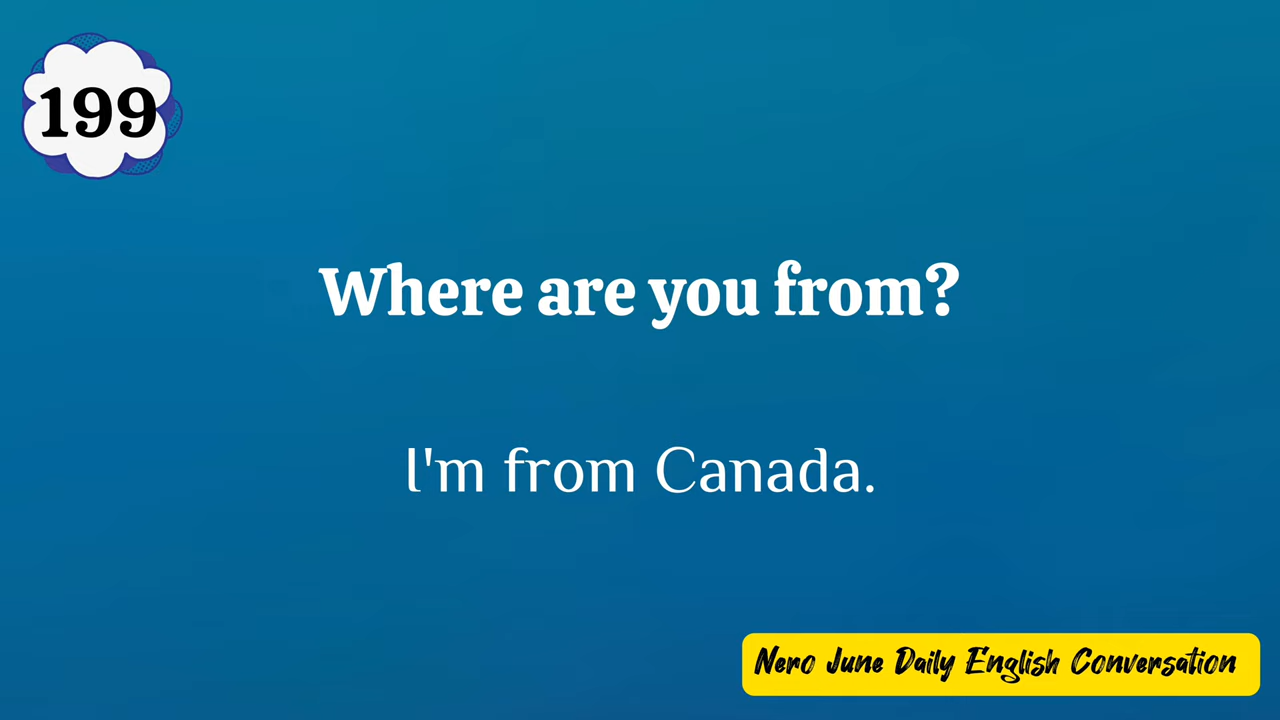 199
Where are you from?
I'm from Canada.
Nero June Daily English Conversation